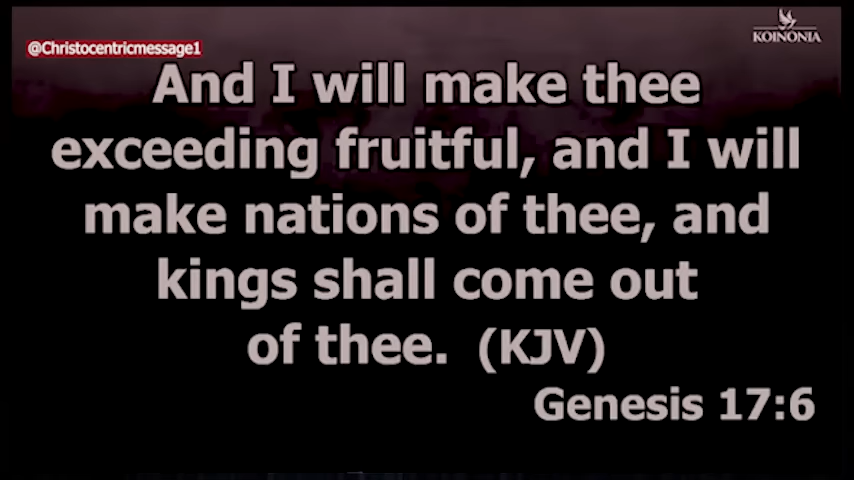 @Christocentricmessage1
KOINONIA
And I will make thee
exceeding fruitful, and I will
make nations of thee, and
kings shall come out
of thee. (KJV)
Genesis 17:6